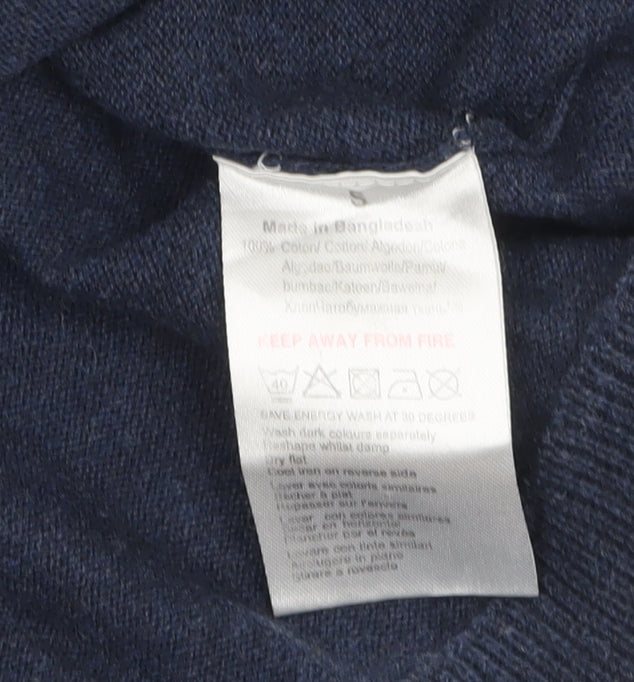 S
Made in Bangladesh
100% Coton/ Cotton/ Algodon/Cotone
Algodao/Baumwolle/
bumbac/Katoen/Bawelna/
KEEP AWAY FROM FIRE
40
SAVE ENERGY WASH AT 30 DEGREES
Wash dark colours separately
Reshape whilst damp
Dry flat
Cool iron on reverse side
Laver avec coloris similaires
Sécher à plat
Repasser sur l'envers
Lavar con colores similares
Secar en horizontal
Planchar por el revés
Lavare con tinte similari
Asciugare in piano
Stirare a rovescio